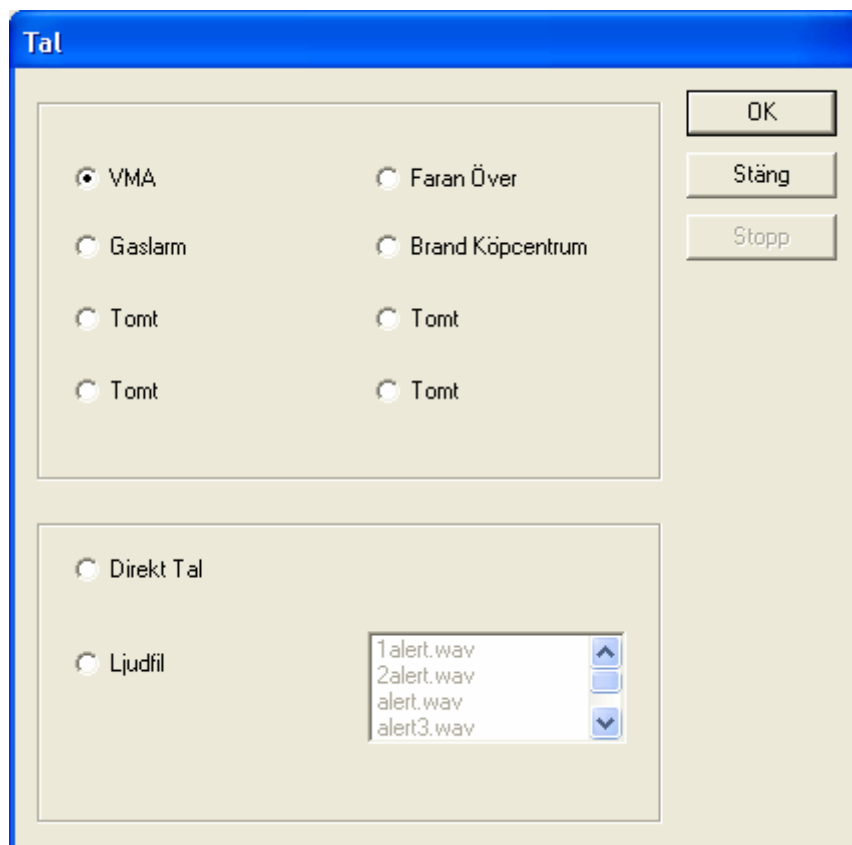 Tal
OK
VMA
Faran Över
Stäng
Gaslarm
Brand Köpcentrum
Stopp
Tomt
Tomt
Tomt
Tomt
Direkt Tal
Ljudfil
1alert.wav
2alert.wav
alert.wav
alert3.wav